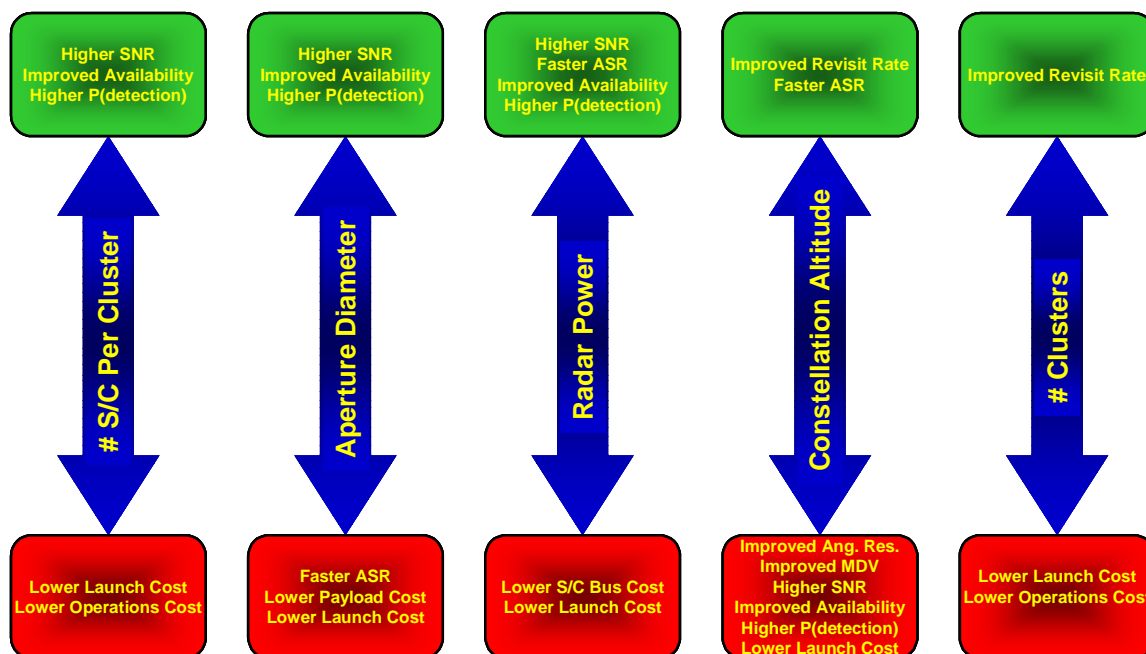 Higher SNR
Improved Availability
Higher P(detection)
Higher SNR
Improved Availability
Higher P(detection)
Higher SNR
Faster ASR
Improved Availability
Higher P(detection)
Improved Revisit Rate
Faster ASR
Improved Revisit Rate
# S/C Per Cluster
Aperture Diameter
Radar Power
Constellation Altitude
# Clusters
Lower Launch Cost
Lower Operations Cost
Faster ASR
Lower Payload Cost
Lower Launch Cost
Lower S/C Bus Cost
Lower Launch Cost
Improved Ang. Res.
Improved MDV
Higher SNR
Improved Availability
Higher P(detection)
Lower Launch Cost
Lower Launch Cost
Lower Operations Cost